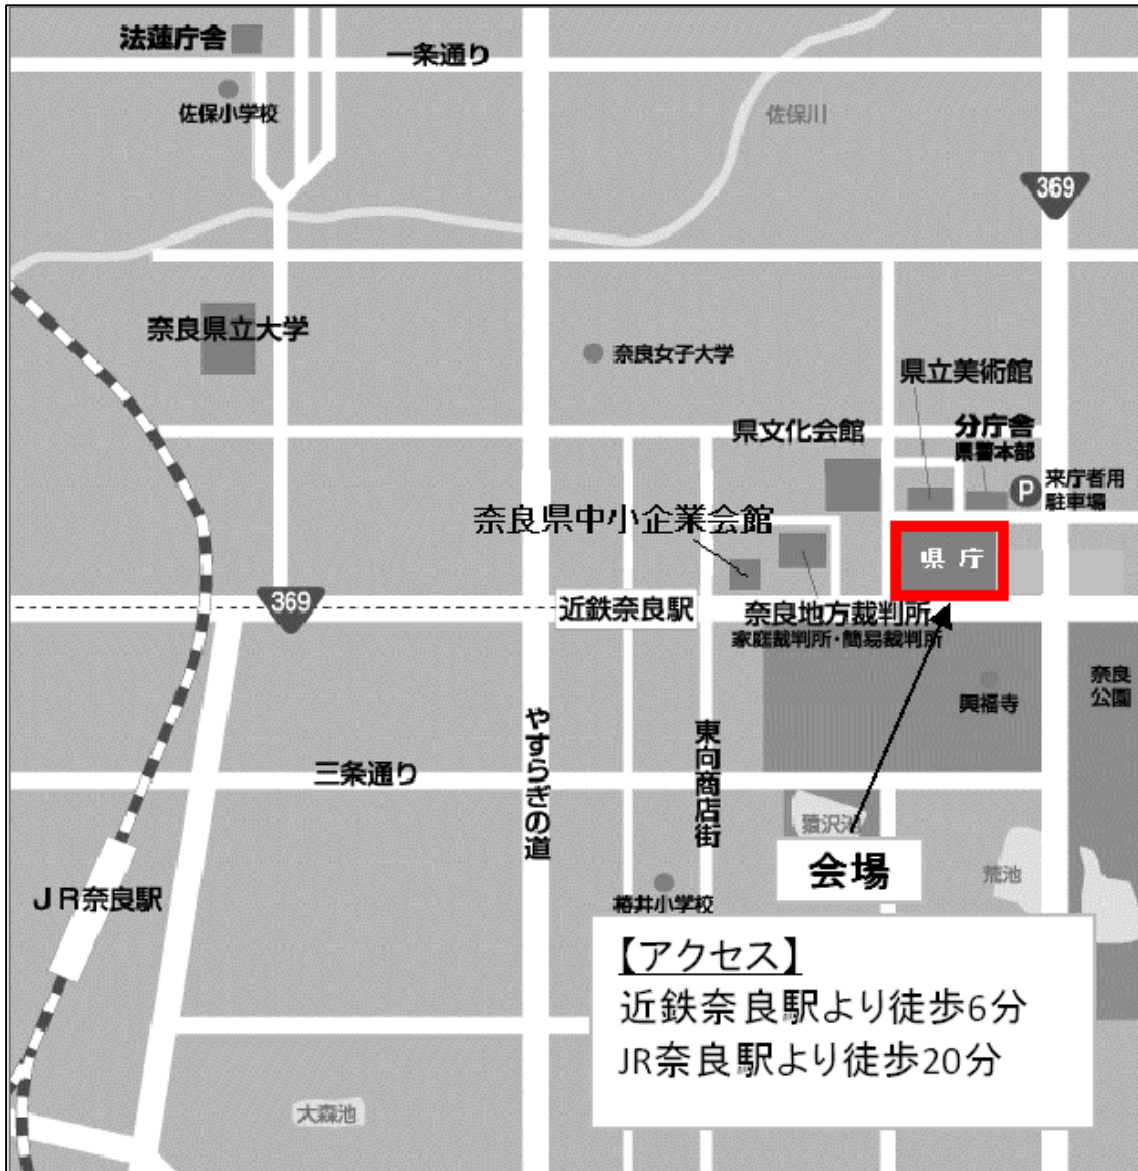 法蓮庁舎
一条通り
佐保小学校
佐保川
369
奈良県立大学
奈良女子大学
県立美術館
県文化会館
分庁舎
県警本部
P
来庁者用
駐車場
奈良県中小企業会館
県庁
369
近鉄奈良駅
奈良地方裁判所
家庭裁判所・簡易裁判所
興福寺
奈良
公園
やすらぎの道
東向商店街
三条通り
猿沢池
会場
荒池
JR奈良駅
椿井小学校
【アクセス】
近鉄奈良駅より徒歩6分
JR奈良駅より徒歩20分
大森池